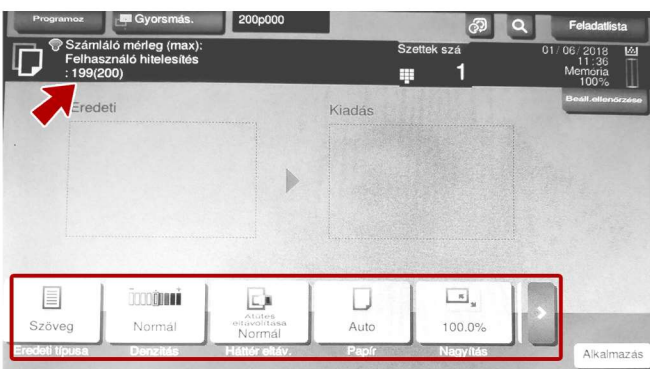 Programoz
Gyorsmás.
200p000
Feladatlista
Számláló mérleg (max):
Felhasználó hitelesítés
: 199(200)
Szettek szá
1
01/06/2018
11:36
Memória
100%
Beáll.ellenőrzése
Eredeti
Kiadás
Szöveg
Normál
Átütés
eltávolítása
Normál
Auto
100.0%
Eredeti típusa
Denzitás
Háttér eltáv.
Papír
Nagyítás
Alkalmazás